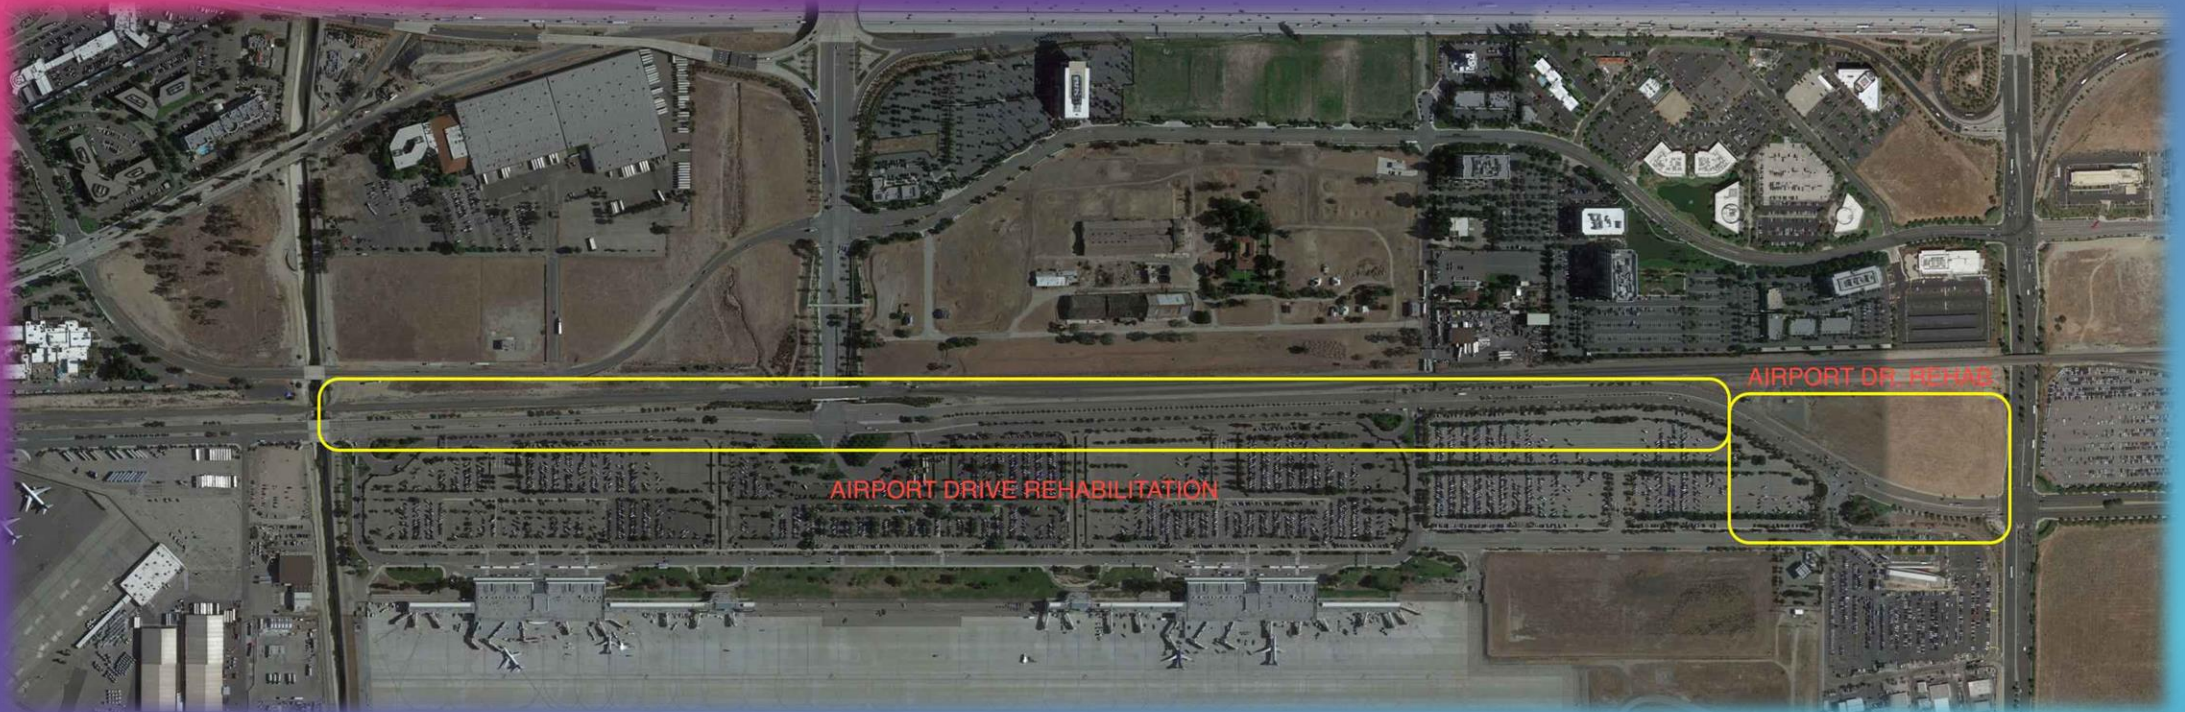 AIRPORT DR. REHAB
AIRPORT DRIVE REHABILITATION